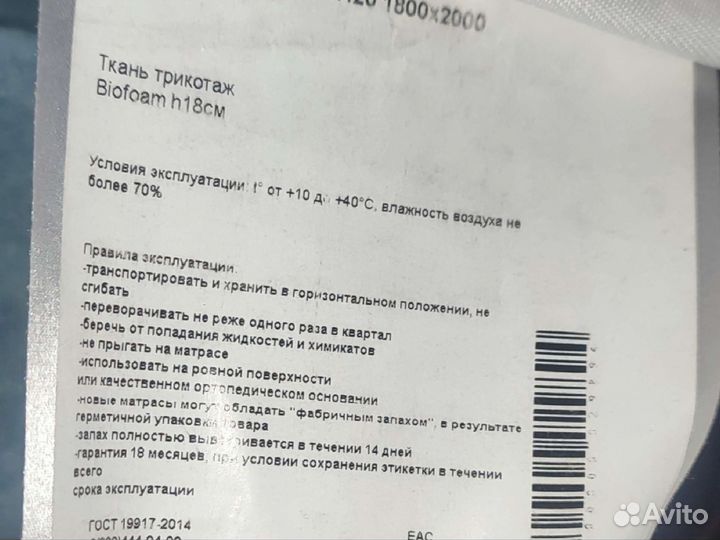 1800х2000
Ткань трикотаж
Biofoam h18см
Условия эксплуатации: t° от +10 до +40°C, влажность воздуха не
более 70%
Правила эксплуатации:
-транспортировать и хранить в горизонтальном положении, не
сгибать
-переворачивать не реже одного раза в квартал
-беречь от попадания жидкостей и химикатов
-не прыгать на матрасе
-использовать на ровной поверхности
или качественном ортопедическом основании
-новые матрасы могут обладать "фабричным запахом", в результате
герметичной упаковки товара
-запах полностью выветривается в течении 14 дней
-гарантия 18 месяцев, при условии сохранения этикетки в течении
всего
срока эксплуатации
ГОСТ 19917-2014
EAC
Avito